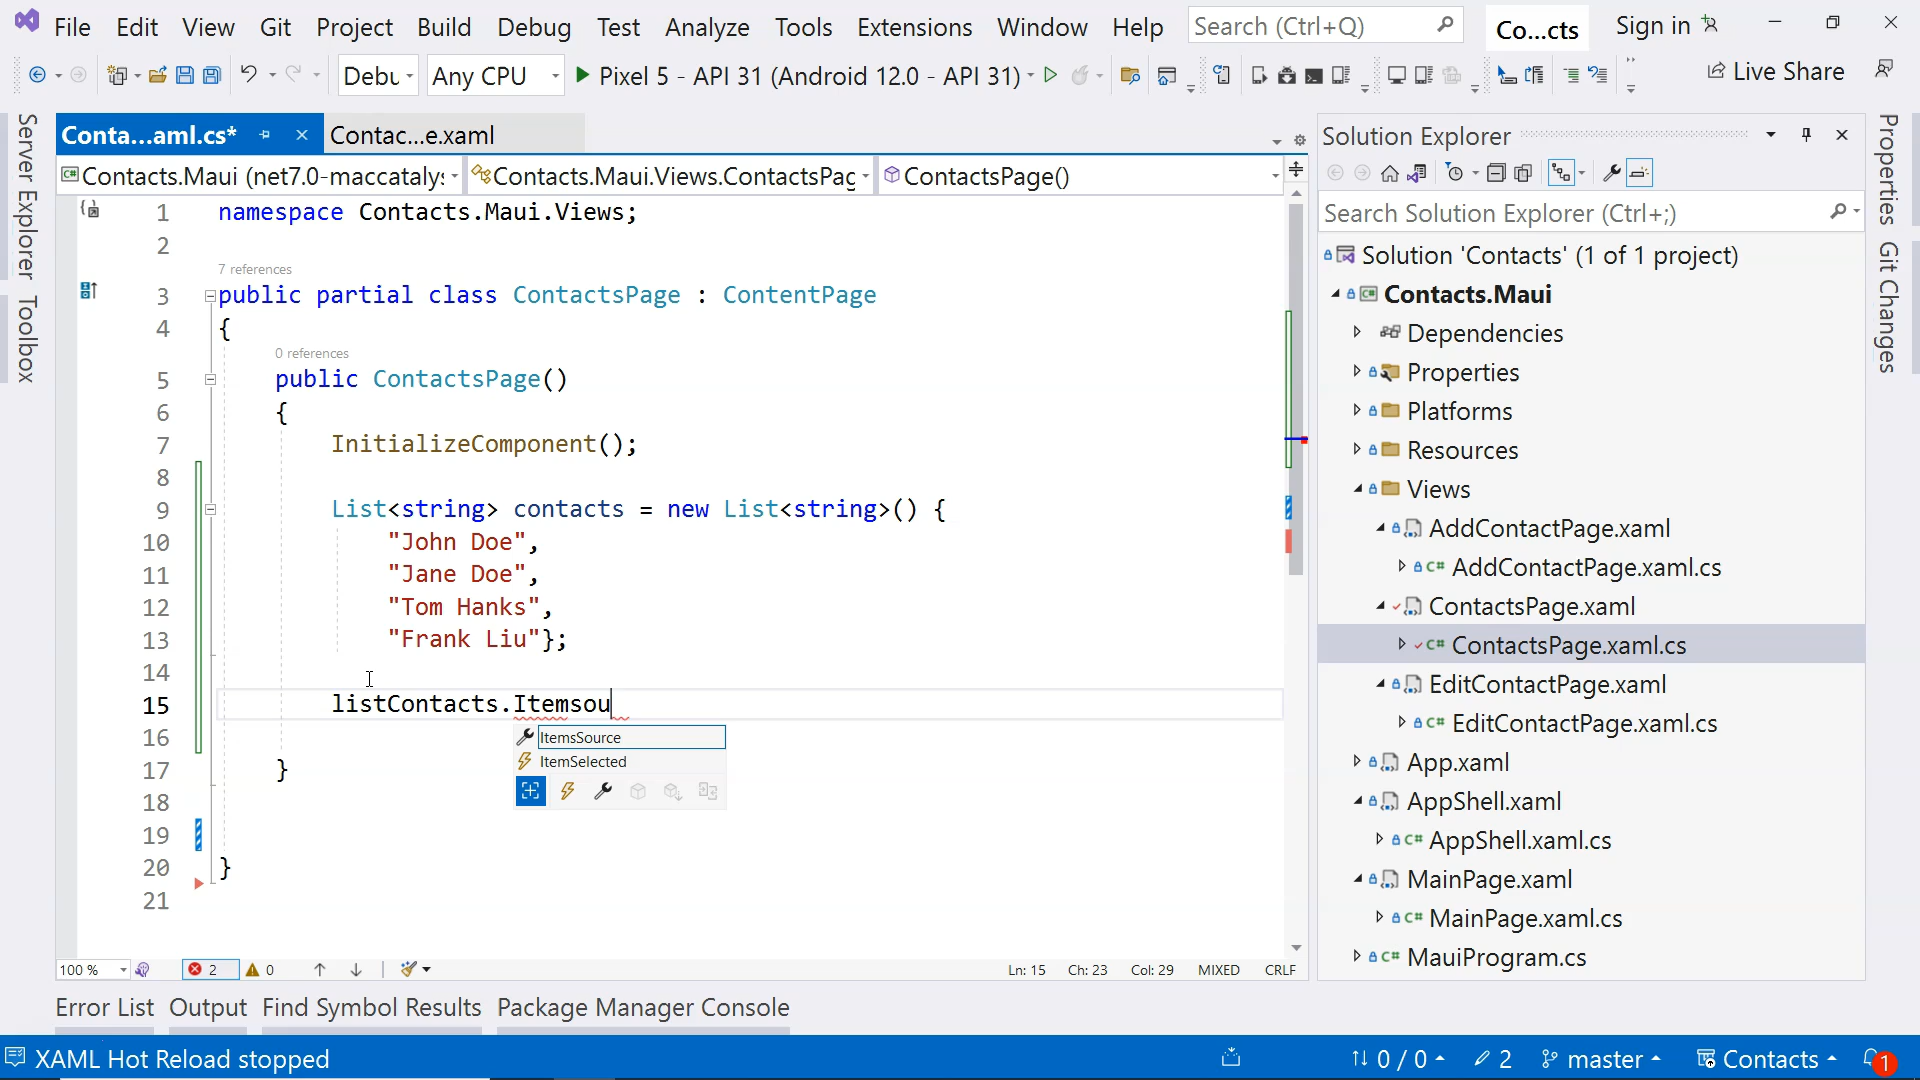 File Edit View Git Project Build Debug Test Analyze Tools Extensions Window Help Search (Ctrl+Q) Co...cts Sign in
Debu Any CPU Pixel 5 - API 31 (Android 12.0 - API 31) Live Share
Server Explorer
Toolbox
Conta...aml.cs* Contac...e.xaml
Contacts.Maui (net7.0-maccataly: Contacts.Maui.Views.ContactsPag ContactsPage()
1 namespace Contacts.Maui.Views;
2
7 references
3 public partial class ContactsPage : ContentPage
4 {
0 references
5 public ContactsPage()
6 {
7 InitializeComponent();
8
9 List<string> contacts = new List<string>() {
10 "John Doe",
11 "Jane Doe",
12 "Tom Hanks",
13 "Frank Liu"};
14
15 listContacts.Itemsou
16
17 }
18
19
20 }
21
ItemsSource
ItemSelected
100 % 2 0 Ln: 15 Ch: 23 Col: 29 MIXED CRLF
Solution Explorer
Search Solution Explorer (Ctrl+;)
Solution 'Contacts' (1 of 1 project)
Contacts.Maui
Dependencies
Properties
Platforms
Resources
Views
AddContactPage.xaml
C# AddContactPage.xaml.cs
ContactsPage.xaml
C# ContactsPage.xaml.cs
EditContactPage.xaml
C# EditContactPage.xaml.cs
App.xaml
AppShell.xaml
C# AppShell.xaml.cs
MainPage.xaml
C# MainPage.xaml.cs
C# MauiProgram.cs
Properties
Git Changes
Error List Output Find Symbol Results Package Manager Console
XAML Hot Reload stopped 0 / 0 2 master Contacts 1